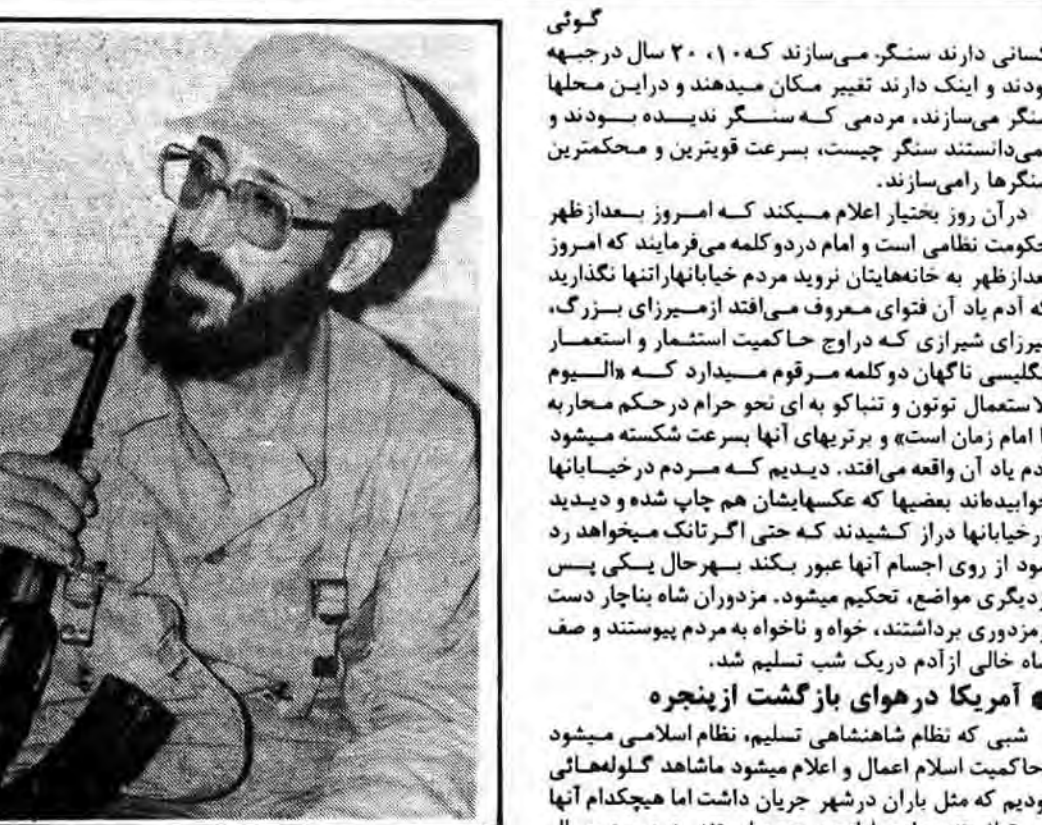 گوئی
کسانی دارند سنگر می‌سازند که ۱۰، ۲۰ سال درجبهه
بودند و اینک دارند تغییر مکان میدهند و دراین محلها
سنگر می‌سازند، مردمی که سنگر ندیده بودند و
نمی‌دانستند سنگر چیست، بسرعت قویترین و محکمترین
سنگرها رامی‌سازند.
درآن روز بختیار اعلام میکند که امروز بعدازظهر
حکومت نظامی است و امام دردوکلمه می‌فرمایند که امروز
بعدازظهر به خانه‌هایتان نروید مردم خیابانهاراتنها نگذارید
که آدم یاد آن فتوای معروف می‌افتد ازمیرزای بزرگ،
میرزای شیرازی که دراوج حاکمیت استثمار و استعمار
انگلیسی ناگهان دوکلمه مرقوم میدارد که «الیوم
لاستعمال توتون و تنباکو به ای نحو حرام درحکم محاربه
با امام زمان است» و برتریهای آنها بسرعت شکسته میشود
آدم یاد آن واقعه می‌افتد. دیدیم که مردم درخیابانها
خوابیده‌اند بعضیها که عکسهایشان هم چاپ شده و دیدید
درخیابانها دراز کشیدند که حتی اگرتانک میخواهد رد
شود از روی اجسام آنها عبور بکند بهرحال یکی پس
ازدیگری مواضع، تحکیم میشود. مزدوران شاه بناچار دست
ازمزدوری برداشتند، خواه و ناخواه به مردم پیوستند و صف
شاه خالی ازآدم دریک شب تسلیم شد.
● آمریکا درهوای بازگشت ازپنجره
شبی که نظام شاهنشاهی تسلیم، نظام اسلامی میشود
وحاکمیت اسلام اعمال و اعلام میشود ماشاهد گلوله‌هائی
بودیم که مثل باران درشهر جریان داشت اما هیچکدام آنها